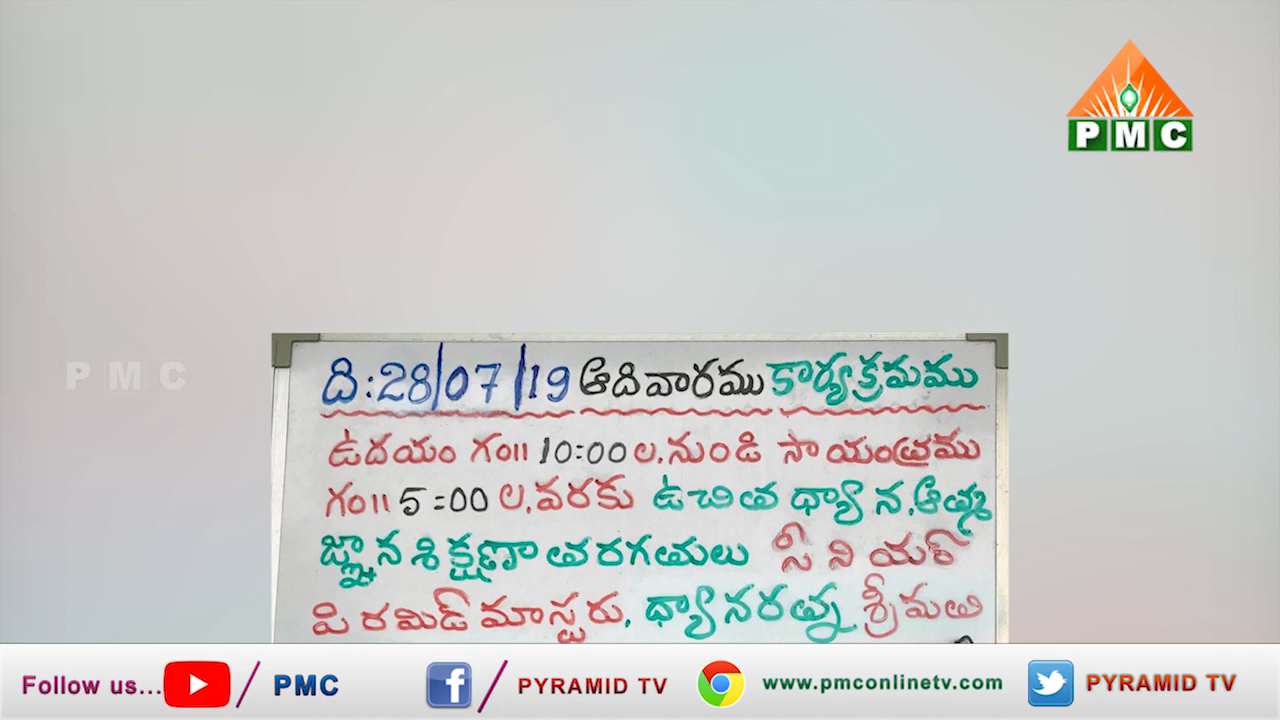 PMC
P M C
ది:28/07/19 ఆదివారము కార్యక్రమము
ఉదయం గం॥ 10:00 ల.నుండి సాయంత్రము
గం॥ 5=00 ల.వరకు ఉచిత ధ్యాన,ఆత్మ
జ్ఞాన శిక్షణా తరగతులు సీనియర్
పిరమిడ్ మాస్టరు, ధ్యానరత్న శ్రీమతి
Follow us... PMC PYRAMID TV www.pmconlinetv.com PYRAMID TV